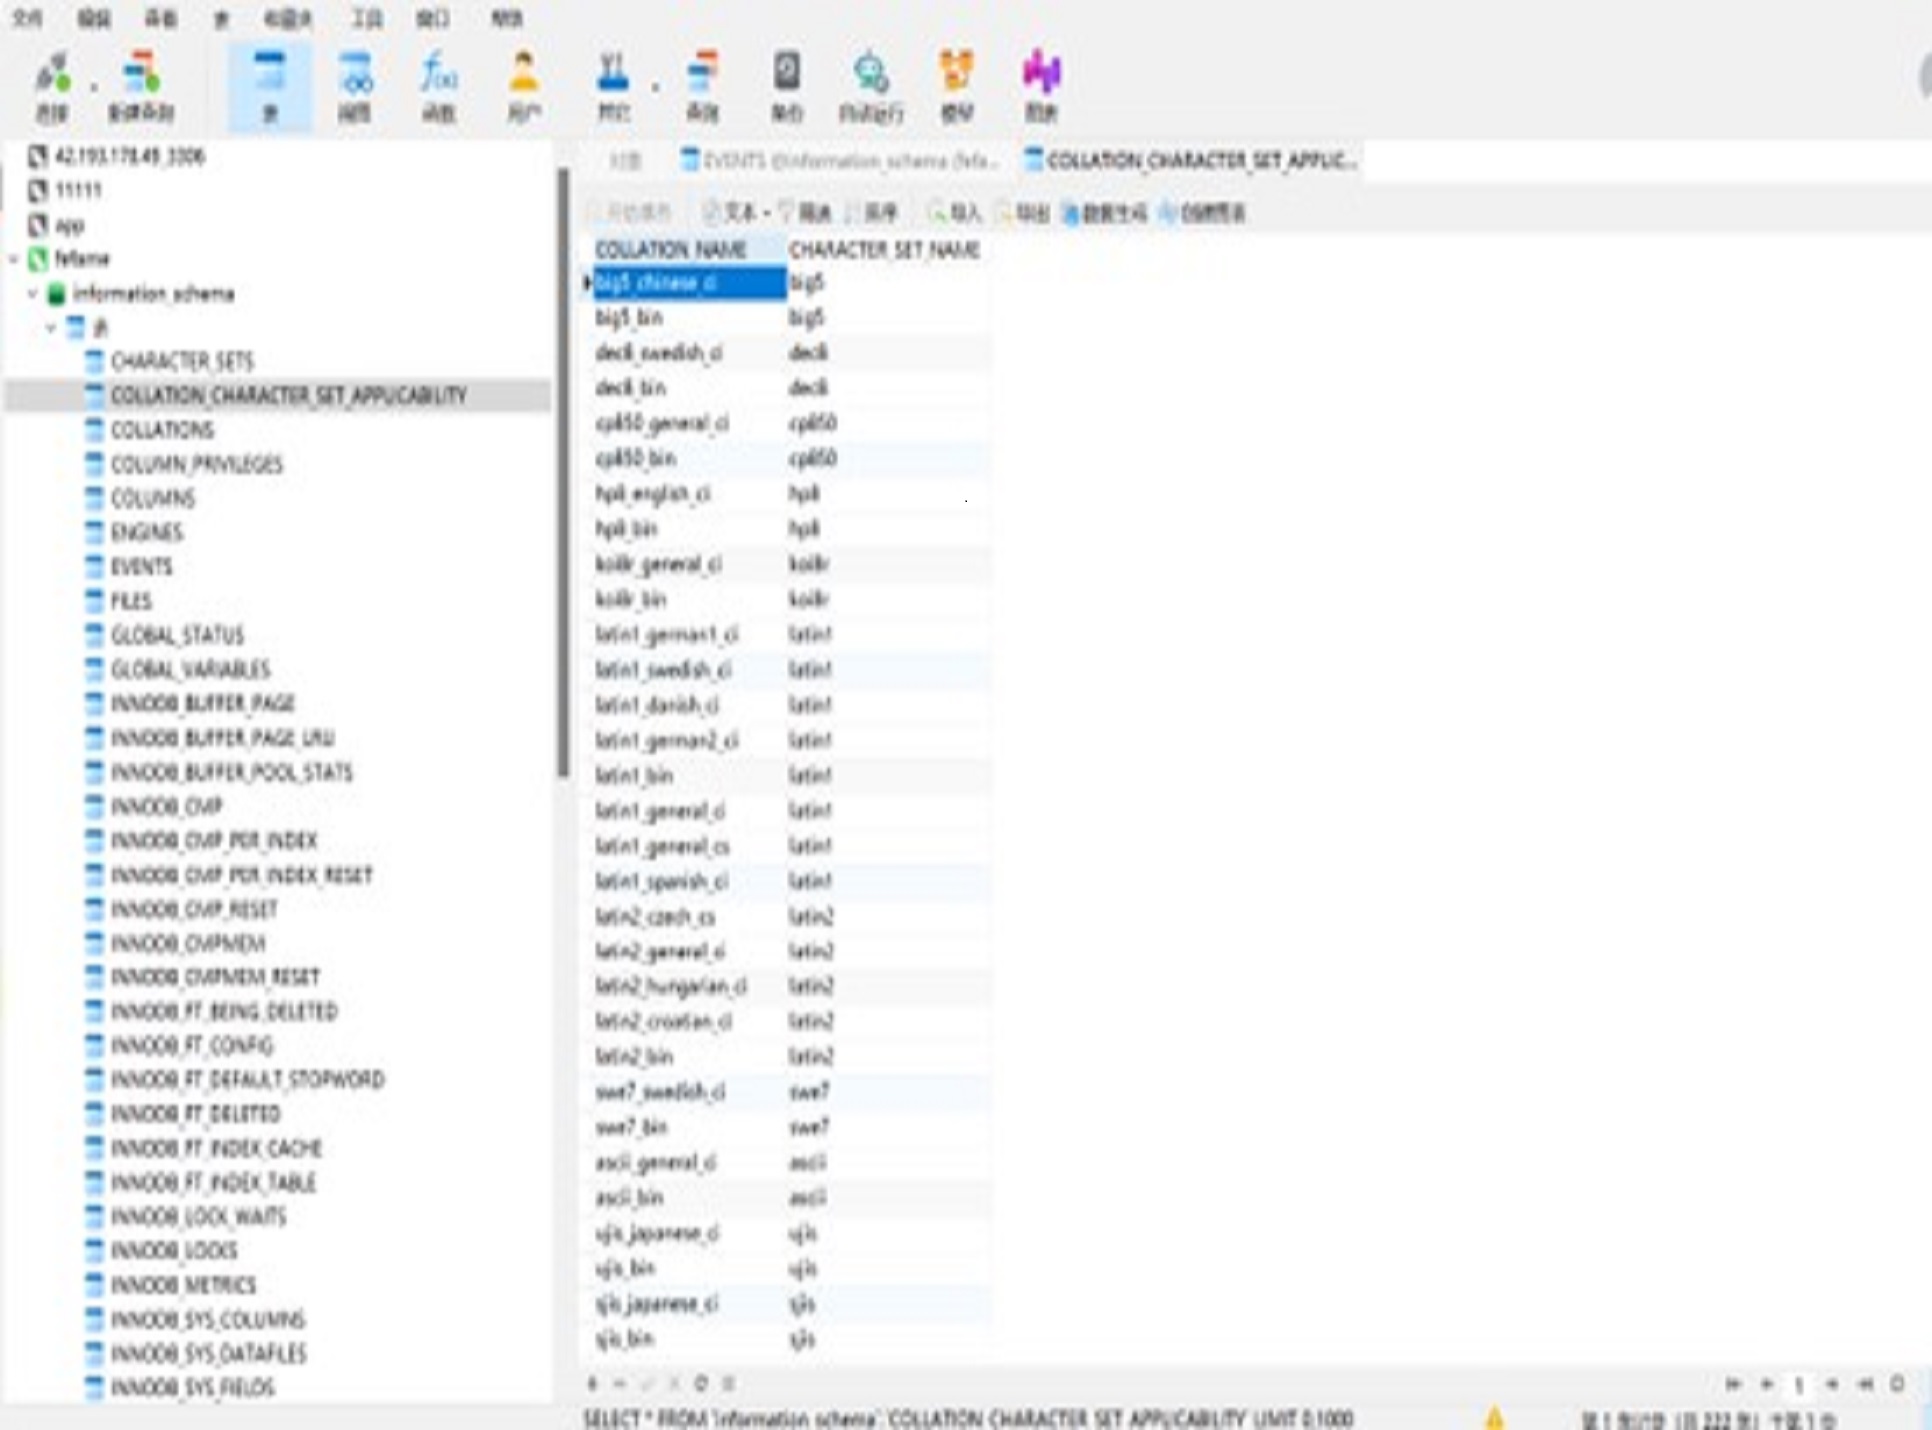 文件 编辑 查看 表 收藏夹 工具 窗口 帮助
连接 新建查询 表 视图 函数 用户 其它 查询 备份 自动运行 模型 图表
42.193.178.49_3306
11111
app
fefame
information_schema
表
CHARACTER_SETS
COLLATION_CHARACTER_SET_APPLICABILITY
COLLATIONS
COLUMN_PRIVILEGES
COLUMNS
ENGINES
EVENTS
FILES
GLOBAL_STATUS
GLOBAL_VARIABLES
INNODB_BUFFER_PAGE
INNODB_BUFFER_PAGE_LRU
INNODB_BUFFER_POOL_STATS
INNODB_CMP
INNODB_CMP_PER_INDEX
INNODB_CMP_PER_INDEX_RESET
INNODB_CMP_RESET
INNODB_CMPMEM
INNODB_CMPMEM_RESET
INNODB_FT_BEING_DELETED
INNODB_FT_CONFIG
INNODB_FT_DEFAULT_STOPWORD
INNODB_FT_DELETED
INNODB_FT_INDEX_CACHE
INNODB_FT_INDEX_TABLE
INNODB_LOCK_WAITS
INNODB_LOCKS
INNODB_METRICS
INNODB_SYS_COLUMNS
INNODB_SYS_DATAFILES
INNODB_SYS_FIELDS
对象 EVENTS @information_schema (fefa... COLLATION_CHARACTER_SET_APPLIC...
开始事务 文本 筛选 排序 导入 导出 数据生成 创建图表
COLLATION_NAME CHARACTER_SET_NAME
big5_chinese_ci big5
big5_bin big5
dec8_swedish_ci dec8
dec8_bin dec8
cp850_general_ci cp850
cp850_bin cp850
hp8_english_ci hp8
hp8_bin hp8
koi8r_general_ci koi8r
koi8r_bin koi8r
latin1_german1_ci latin1
latin1_swedish_ci latin1
latin1_danish_ci latin1
latin1_german2_ci latin1
latin1_bin latin1
latin1_general_ci latin1
latin1_general_cs latin1
latin1_spanish_ci latin1
latin2_czech_cs latin2
latin2_general_ci latin2
latin2_hungarian_ci latin2
latin2_croatian_ci latin2
latin2_bin latin2
swe7_swedish_ci swe7
swe7_bin swe7
ascii_general_ci ascii
ascii_bin ascii
ujis_japanese_ci ujis
ujis_bin ujis
sjis_japanese_ci sjis
sjis_bin sjis
1
SELECT * FROM `information_schema`.`COLLATION_CHARACTER_SET_APPLICABILITY` LIMIT 0,1000
第 1 条记录 (共 222 条) 于第 1 页